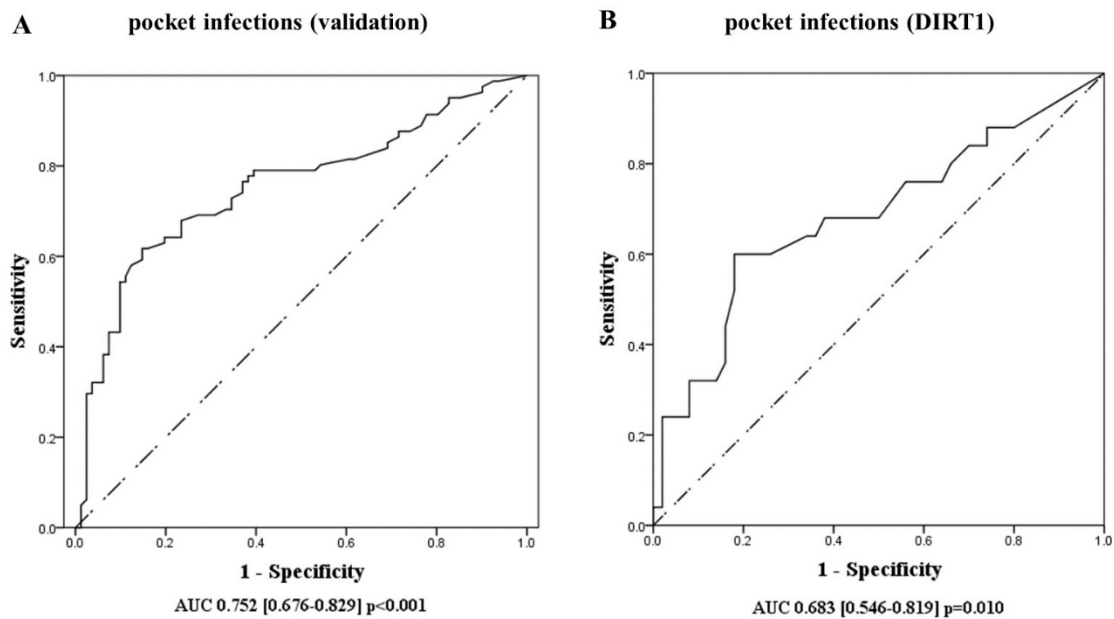 A
pocket infections (validation)
1.0
0.8
0.6
0.4
0.2
0.0
Sensitivity
0.0
0.2
0.4
0.6
0.8
1.0
1 - Specificity
AUC 0.752 [0.676-0.829] p<0.001
B
pocket infections (DIRT1)
1.0
0.8
0.6
0.4
0.2
0.0
Sensitivity
0.0
0.2
0.4
0.6
0.8
1.0
1 - Specificity
AUC 0.683 [0.546-0.819] p=0.010